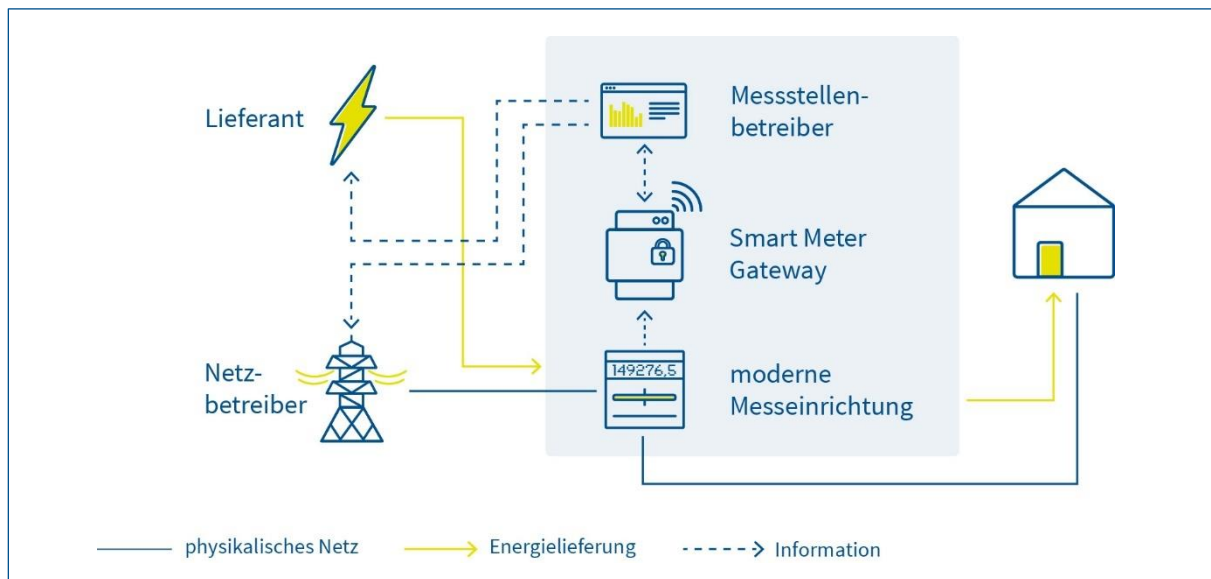 Lieferant
Messstellen-
betreiber
Smart Meter
Gateway
Netz-
betreiber
149276,5
moderne
Messeinrichtung
physikalisches Netz
Energielieferung
Information